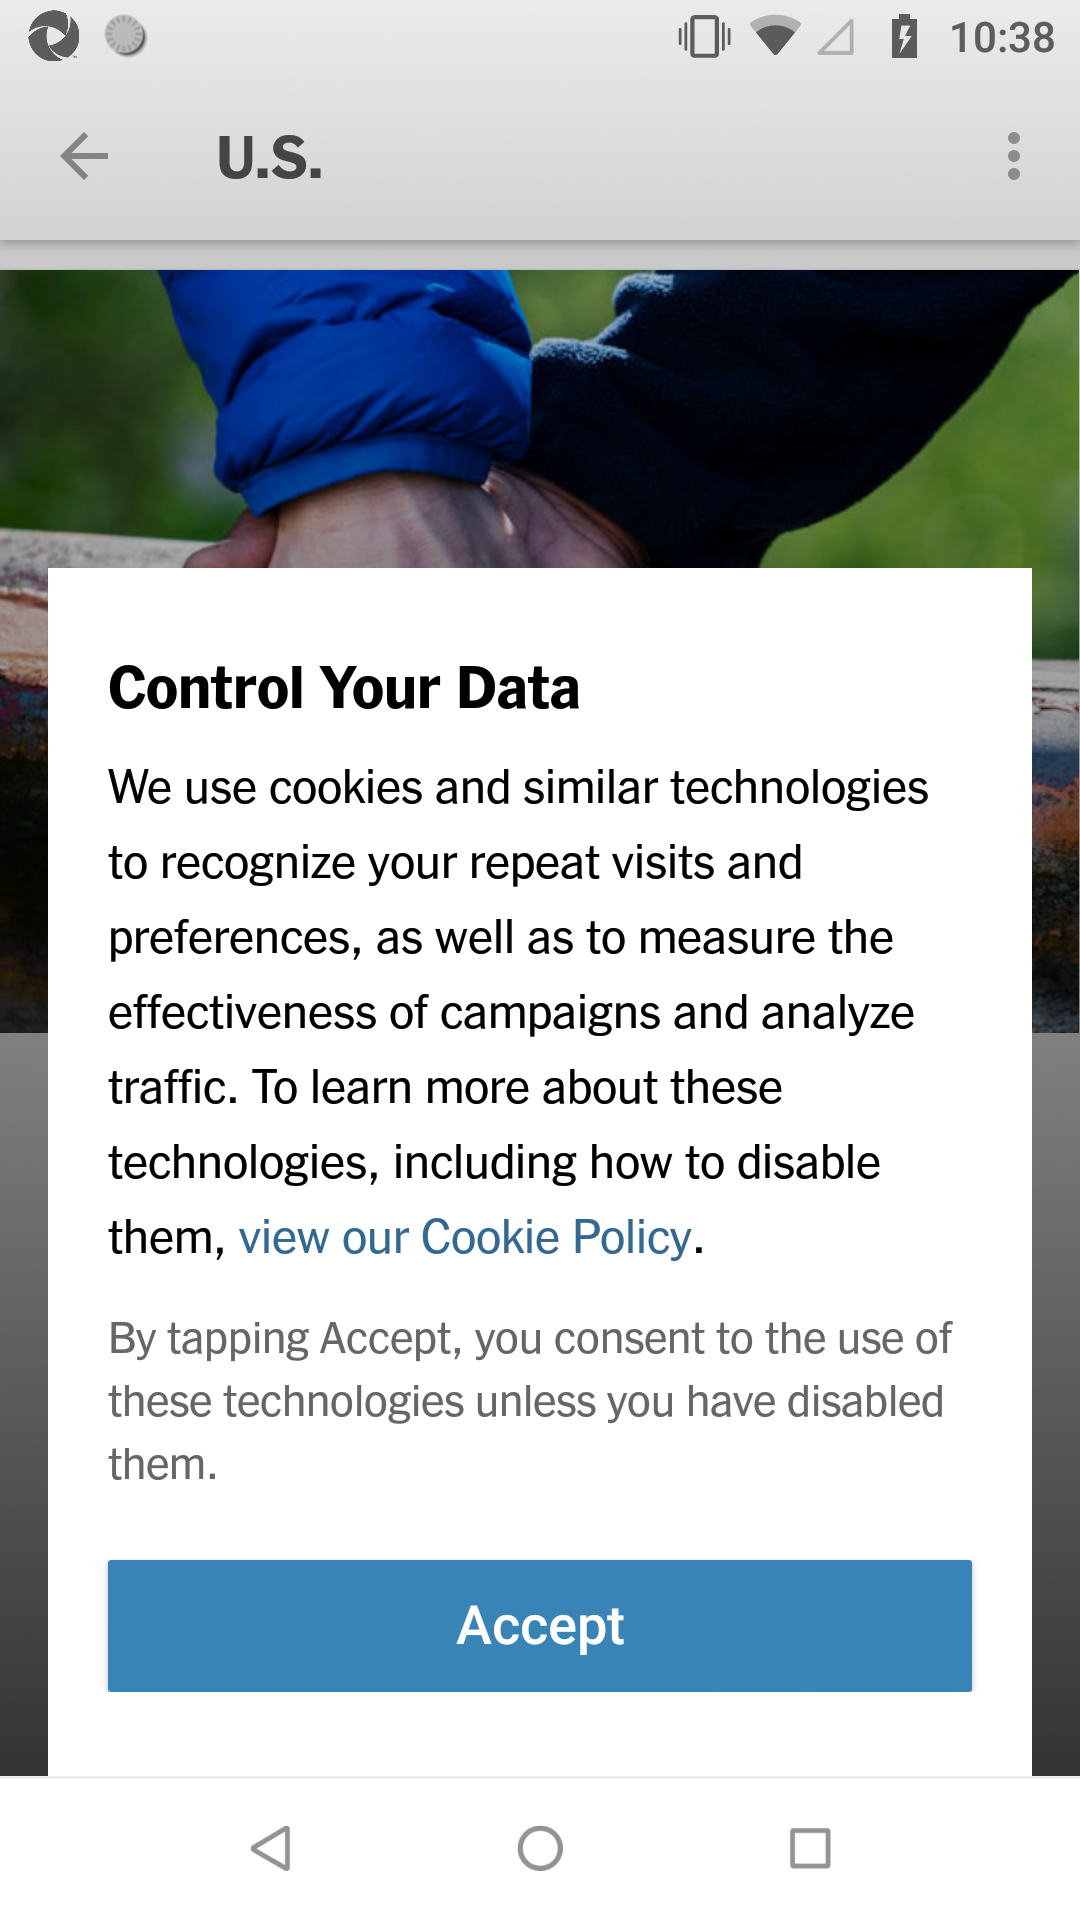 10:38
U.S.
Control Your Data
We use cookies and similar technologies
to recognize your repeat visits and
preferences, as well as to measure the
effectiveness of campaigns and analyze
traffic. To learn more about these
technologies, including how to disable
them, view our Cookie Policy.
By tapping Accept, you consent to the use of
these technologies unless you have disabled
them.
Accept